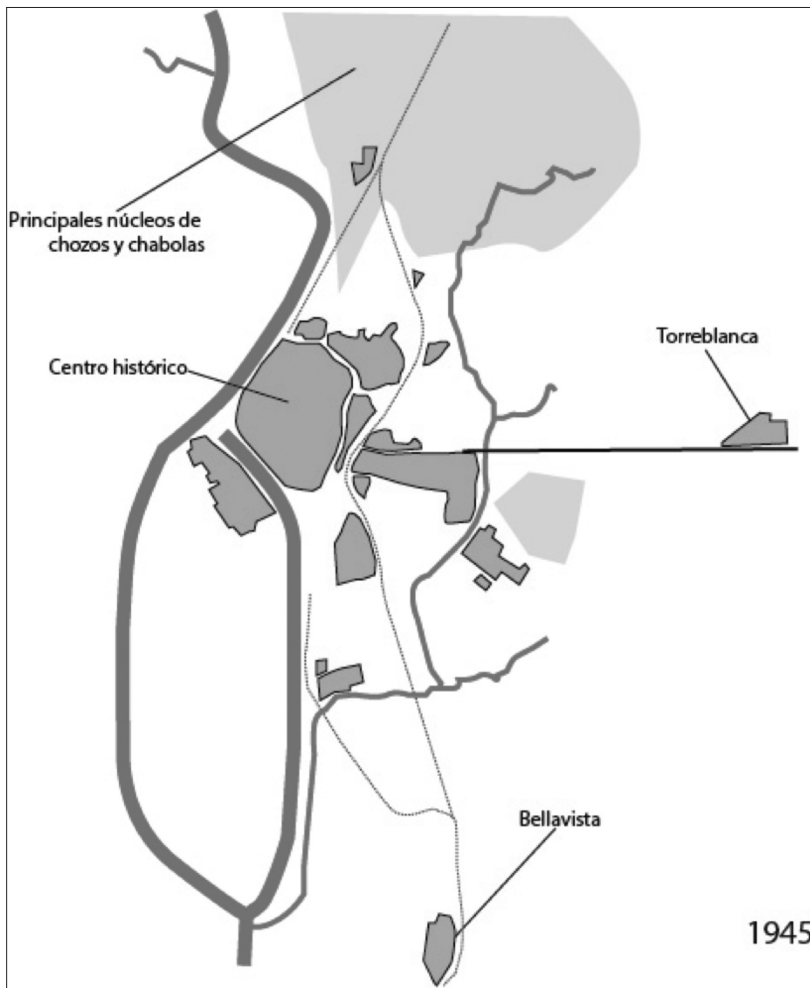 Principales núcleos de
chozos y chabolas
Torreblanca
Centro histórico
Bellavista
1945